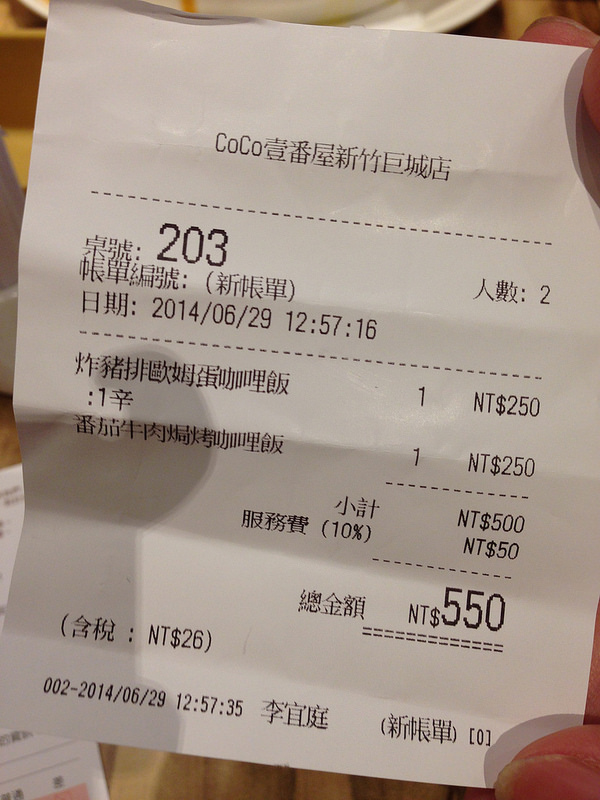 CoCo壹番屋新竹巨城店
桌號: 203
帳單編號: (新帳單)
人數: 2
日期: 2014/06/29 12:57:16
炸豬排歐姆蛋咖哩飯 1 NT$250
:1辛
番茄牛肉焗烤咖哩飯 1 NT$250
小計 NT$500
服務費 (10%) NT$50
總金額 NT$550
(含稅 : NT$26)
002-2014/06/29 12:57:35 李宜庭 (新帳單) [0]